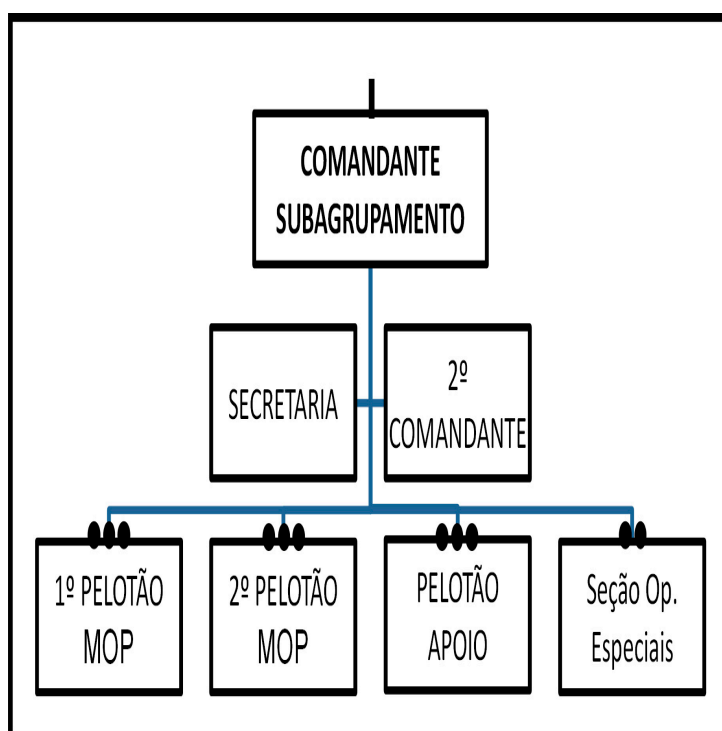 COMANDANTE
SUBAGRUPAMENTO
SECRETARIA
2º
COMANDANTE
1º PELOTÃO
MOP
2º PELOTÃO
MOP
PELOTÃO
APOIO
Seção Op.
Especiais